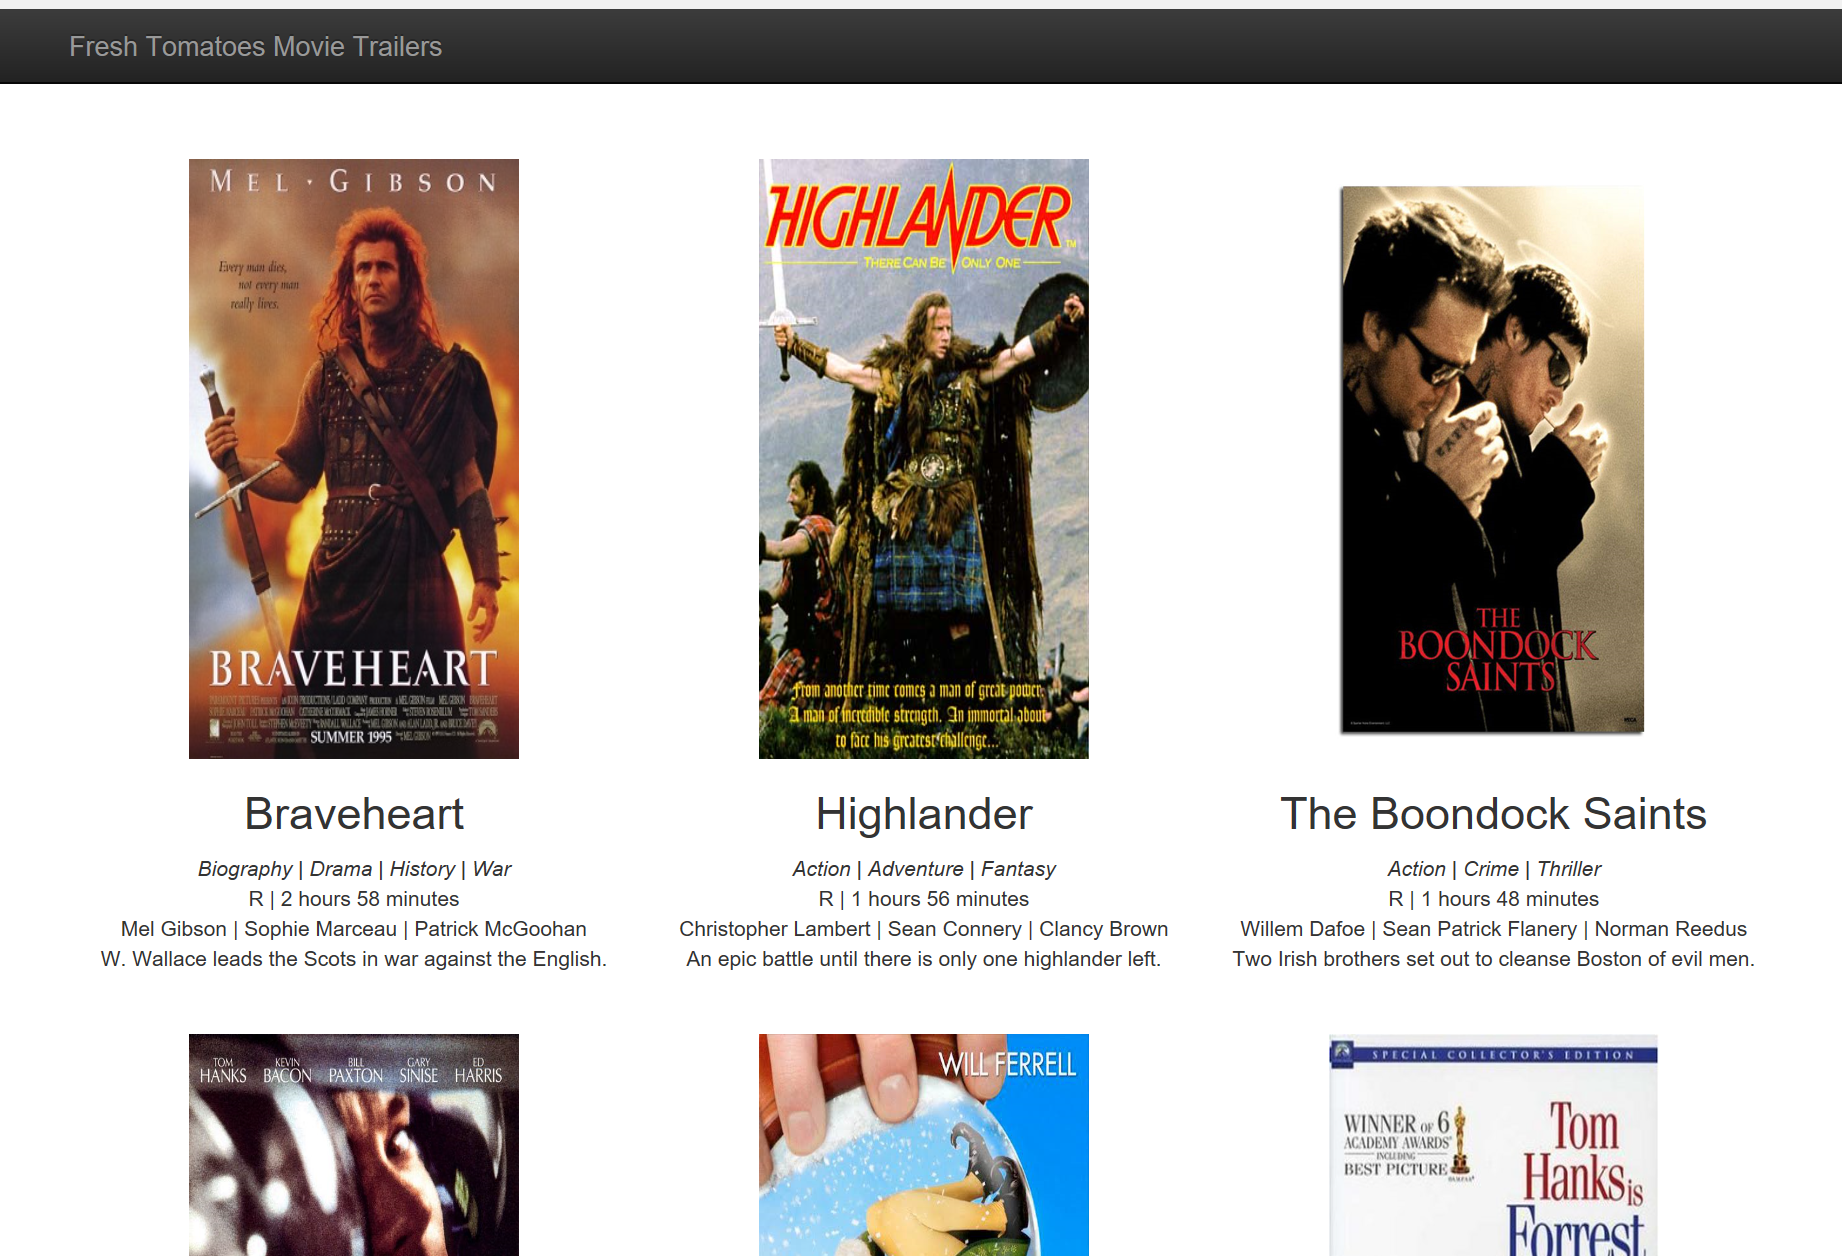 Fresh Tomatoes Movie Trailers
MEL · GIBSON
Every man dies,
not every man
really lives.
BRAVEHEART
SUMMER 1995
HIGHLANDER TM
THERE CAN BE ONLY ONE
From another time comes a man of great power.
A man of incredible strength. An immortal about
to face his greatest challenge...
THE
BOONDOCK
SAINTS
Braveheart
Biography | Drama | History | War
R | 2 hours 58 minutes
Mel Gibson | Sophie Marceau | Patrick McGoohan
W. Wallace leads the Scots in war against the English.
Highlander
Action | Adventure | Fantasy
R | 1 hours 56 minutes
Christopher Lambert | Sean Connery | Clancy Brown
An epic battle until there is only one highlander left.
The Boondock Saints
Action | Crime | Thriller
R | 1 hours 48 minutes
Willem Dafoe | Sean Patrick Flanery | Norman Reedus
Two Irish brothers set out to cleanse Boston of evil men.
TOM HANKS KEVIN BACON BILL PAXTON GARY SINISE ED HARRIS
WILL FERRELL
SPECIAL COLLECTOR'S EDITION
WINNER OF 6
ACADEMY AWARDS
INCLUDING
BEST PICTURE
Tom
Hanks is
Forrest